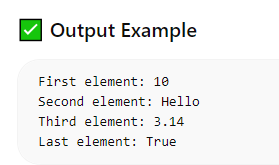 ✅ Output Example
First element: 10
Second element: Hello
Third element: 3.14
Last element: True